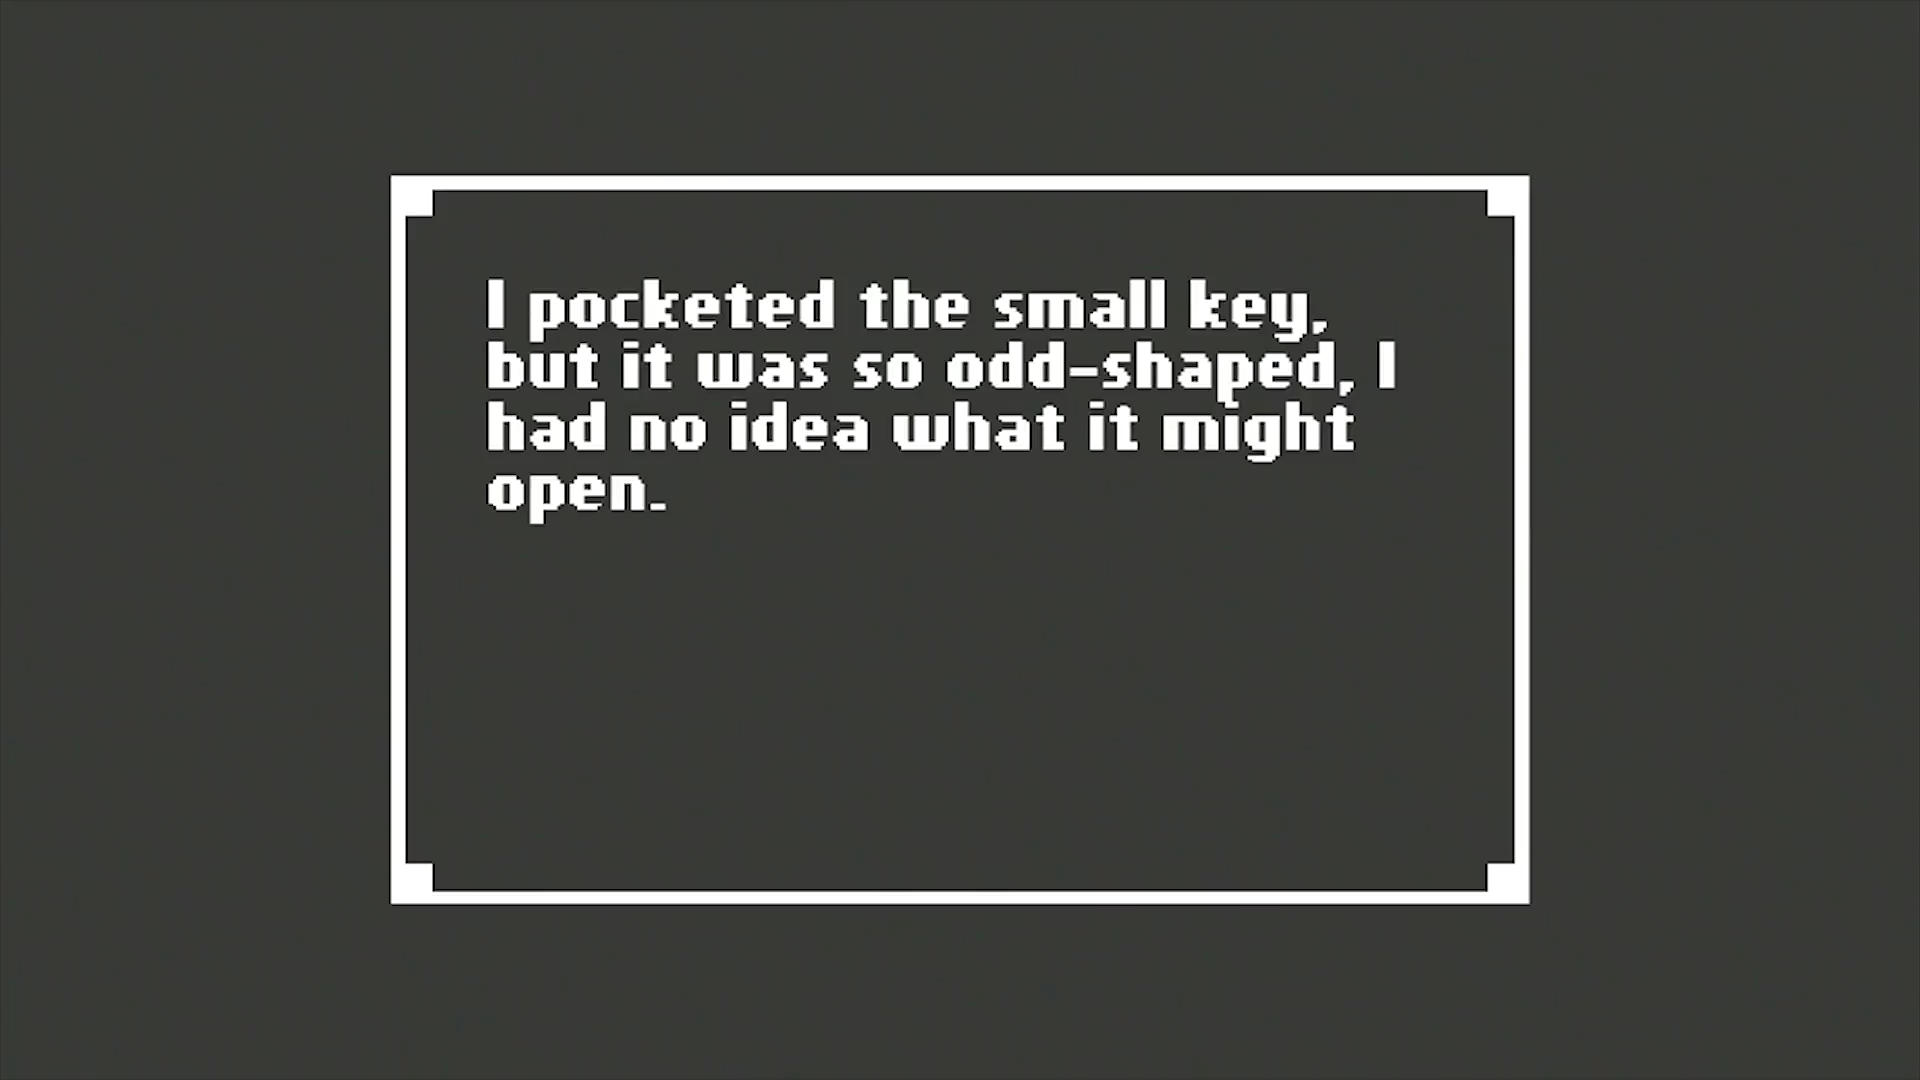 I pocketed the small key,
but it was so odd-shaped, I
had no idea what it might
open.